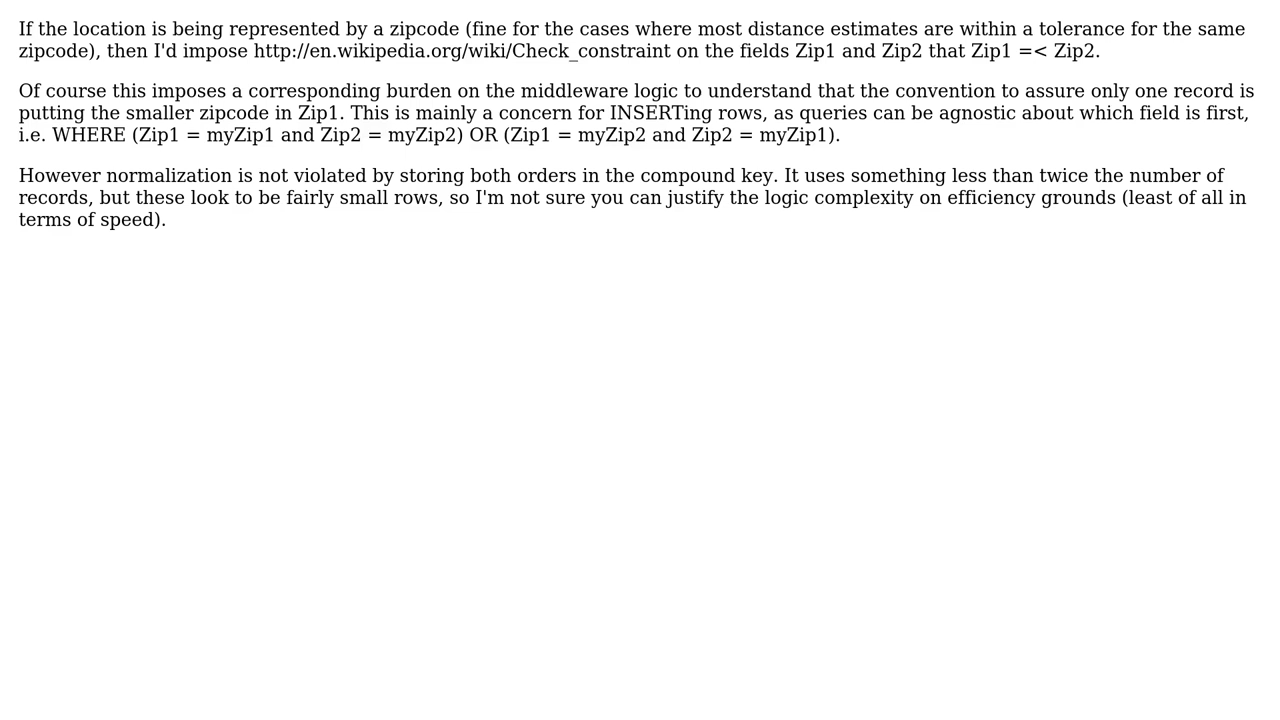 If the location is being represented by a zipcode (fine for the cases where most distance estimates are within a tolerance for the same
zipcode), then I'd impose http://en.wikipedia.org/wiki/Check_constraint on the fields Zip1 and Zip2 that Zip1 =< Zip2.
Of course this imposes a corresponding burden on the middleware logic to understand that the convention to assure only one record is
putting the smaller zipcode in Zip1. This is mainly a concern for INSERTing rows, as queries can be agnostic about which field is first,
i.e. WHERE (Zip1 = myZip1 and Zip2 = myZip2) OR (Zip1 = myZip2 and Zip2 = myZip1).
However normalization is not violated by storing both orders in the compound key. It uses something less than twice the number of
records, but these look to be fairly small rows, so I'm not sure you can justify the logic complexity on efficiency grounds (least of all in
terms of speed).